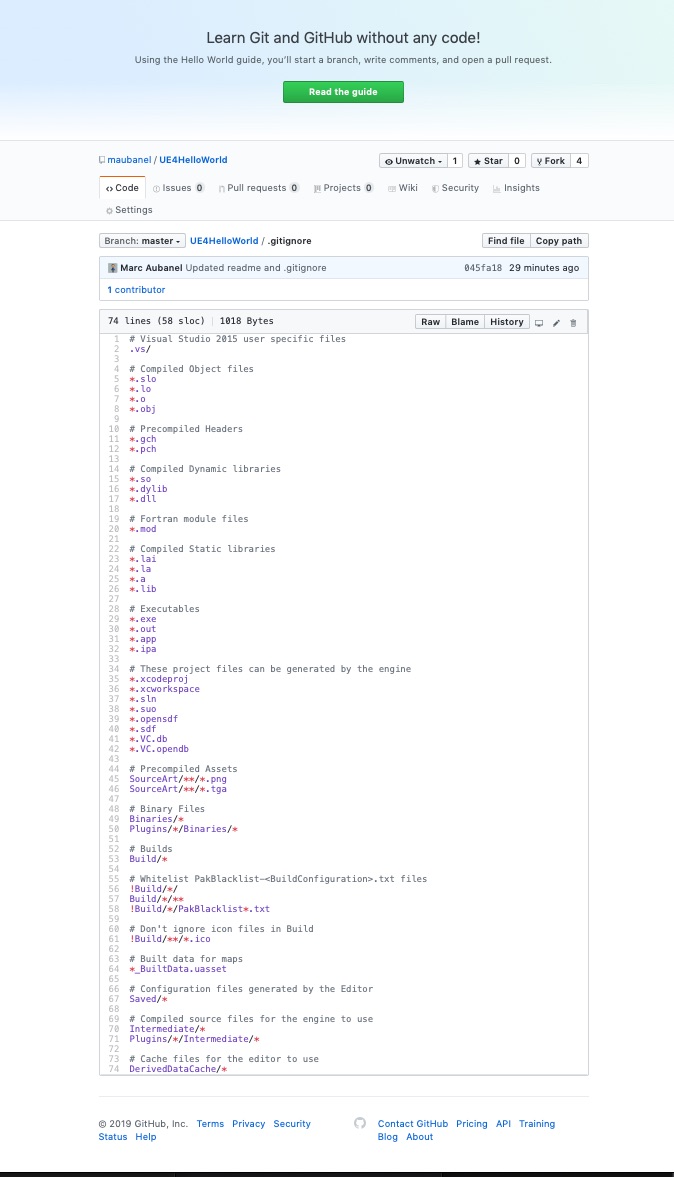 Learn Git and GitHub without any code!
Using the Hello World guide, you'll start a branch, write comments, and open a pull request.
Read the guide
maubanel / UE4HelloWorld
Unwatch 1 Star 0 Fork 4
Code Issues 0 Pull requests 0 Projects 0 Wiki Security Insights
Settings
Branch: master UE4HelloWorld / .gitignore Find file Copy path
Marc Aubanel Updated readme and .gitignore 045fa18 29 minutes ago
1 contributor
74 lines (58 sloc) 1018 Bytes Raw Blame History
1 # Visual Studio 2015 user specific files
2 .vs/
3
4 # Compiled Object files
5 *.slo
6 *.lo
7 *.o
8 *.obj
9
10 # Precompiled Headers
11 *.gch
12 *.pch
13
14 # Compiled Dynamic libraries
15 *.so
16 *.dylib
17 *.dll
18
19 # Fortran module files
20 *.mod
21
22 # Compiled Static libraries
23 *.lai
24 *.la
25 *.a
26 *.lib
27
28 # Executables
29 *.exe
30 *.out
31 *.app
32 *.ipa
33
34 # These project files can be generated by the engine
35 *.xcodeproj
36 *.xcworkspace
37 *.sln
38 *.suo
39 *.opensdf
40 *.sdf
41 *.VC.db
42 *.VC.opendb
43
44 # Precompiled Assets
45 SourceArt/**/*.png
46 SourceArt/**/*.tga
47
48 # Binary Files
49 Binaries/*
50 Plugins/*/Binaries/*
51
52 # Builds
53 Build/*
54
55 # Whitelist PakBlacklist-<BuildConfiguration>.txt files
56 !Build/*/
57 Build/*/**
58 !Build/*/PakBlacklist*.txt
59
60 # Don't ignore icon files in Build
61 !Build/**/*.ico
62
63 # Built data for maps
64 *_BuiltData.uasset
65
66 # Configuration files generated by the Editor
67 Saved/*
68
69 # Compiled source files for the engine to use
70 Intermediate/*
71 Plugins/*/Intermediate/*
72
73 # Cache files for the editor to use
74 DerivedDataCache/*
© 2019 GitHub, Inc. Terms Privacy Security Contact GitHub Pricing API Training
Status Help Blog About